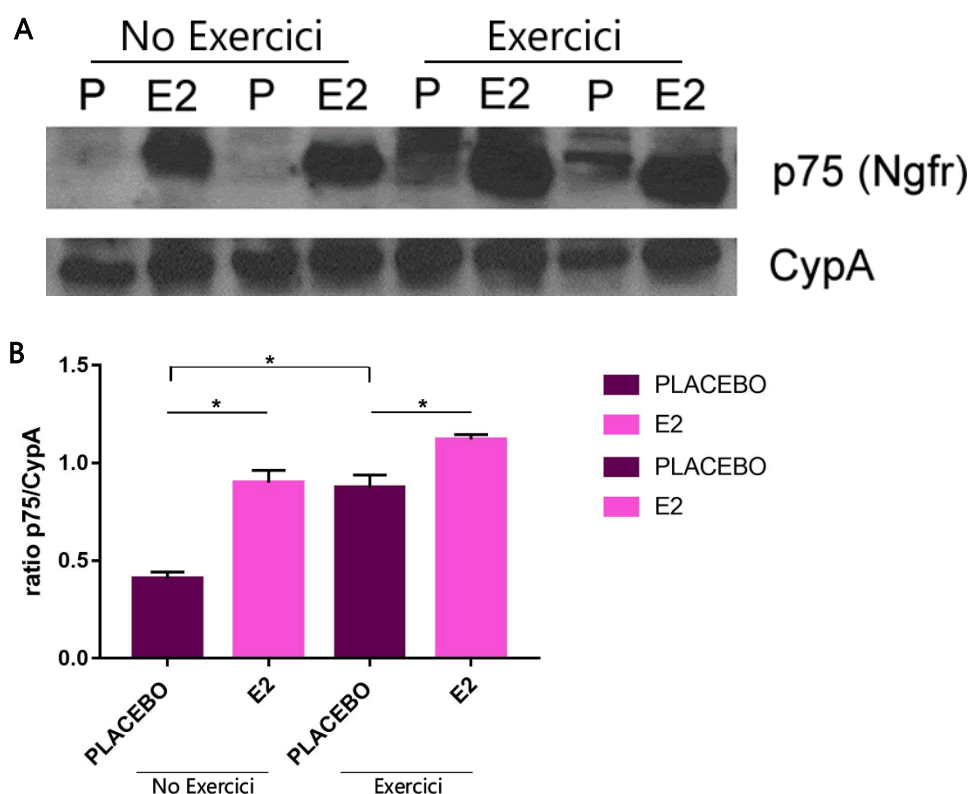 A
No Exercici Exercici
P E2 P E2 P E2 P E2
p75 (Ngfr)
CypA
B
ratio p75/CypA
1.5
1.0
0.5
0.0
* * *
PLACEBO E2 PLACEBO E2
No Exercici Exercici
PLACEBO
E2
PLACEBO
E2